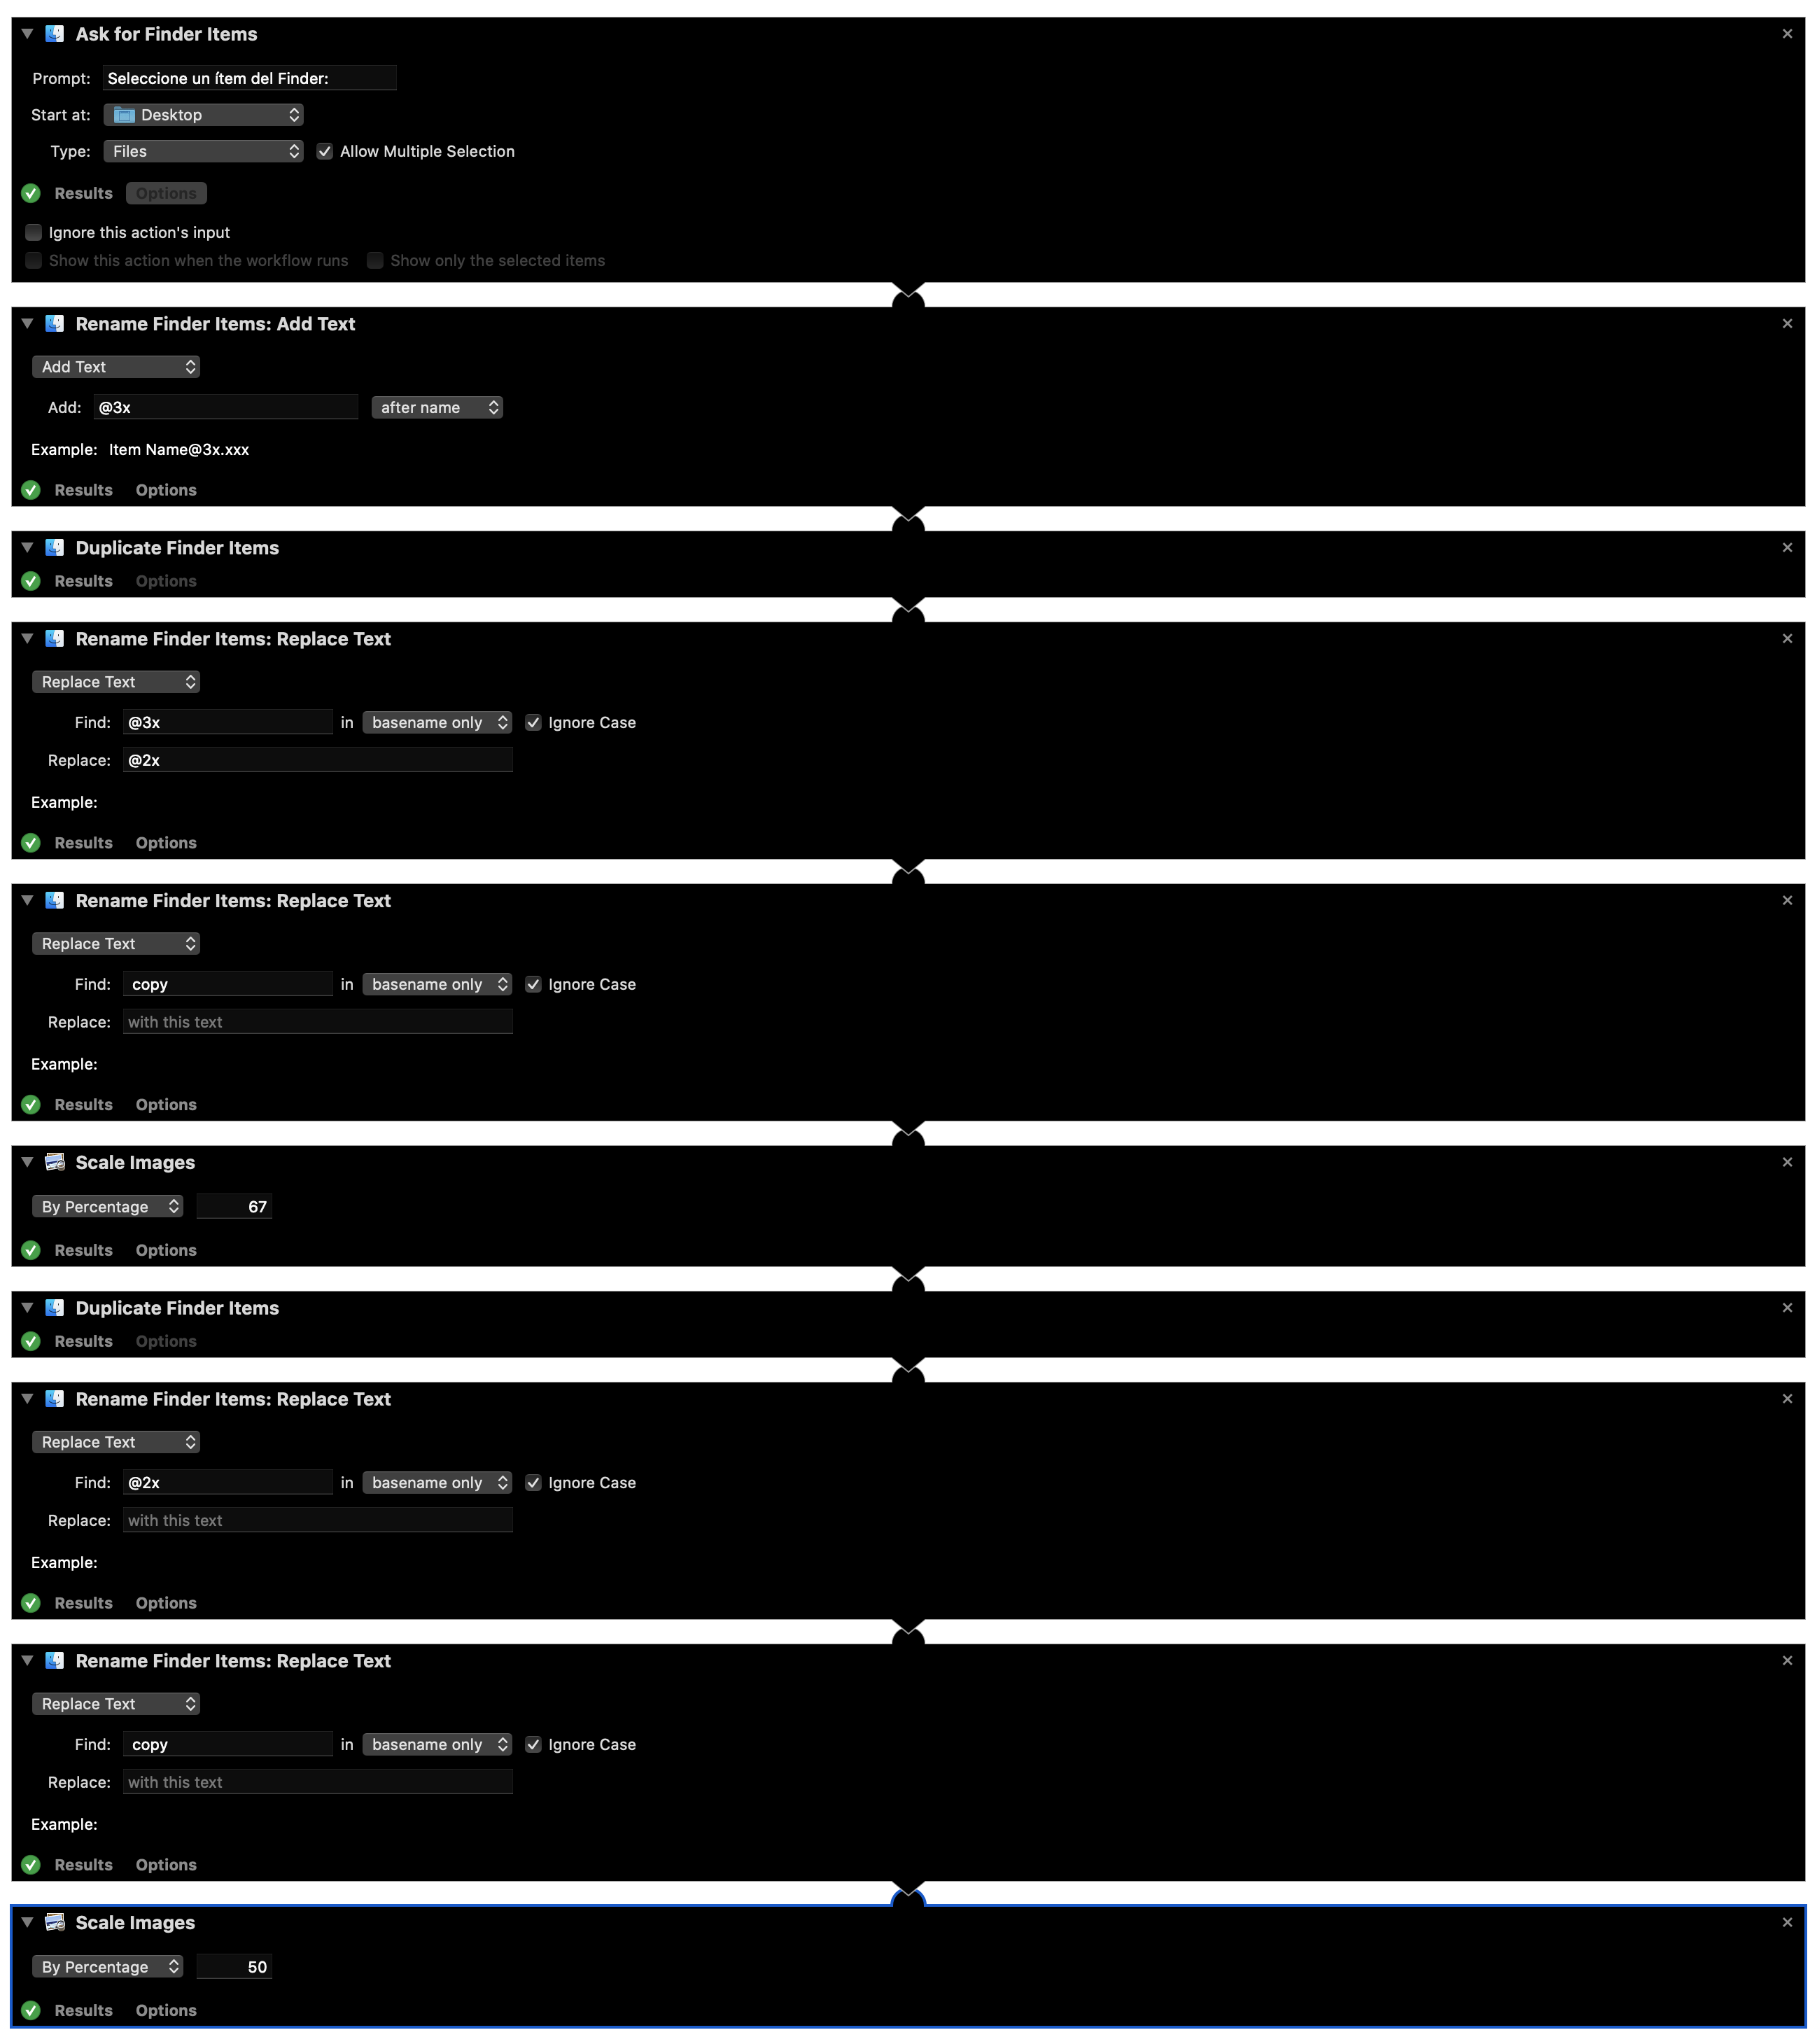 Ask for Finder Items
Prompt: Seleccione un ítem del Finder:
Start at: Desktop
Type: Files Allow Multiple Selection
Results Options
Ignore this action's input
Show this action when the workflow runs Show only the selected items
Rename Finder Items: Add Text
Add Text
Add: @3x after name
Example: Item Name@3x.xxx
Results Options
Duplicate Finder Items
Results Options
Rename Finder Items: Replace Text
Replace Text
Find: @3x in basename only Ignore Case
Replace: @2x
Example:
Results Options
Rename Finder Items: Replace Text
Replace Text
Find: copy in basename only Ignore Case
Replace: with this text
Example:
Results Options
Scale Images
By Percentage 67
Results Options
Duplicate Finder Items
Results Options
Rename Finder Items: Replace Text
Replace Text
Find: @2x in basename only Ignore Case
Replace: with this text
Example:
Results Options
Rename Finder Items: Replace Text
Replace Text
Find: copy in basename only Ignore Case
Replace: with this text
Example:
Results Options
Scale Images
By Percentage 50
Results Options